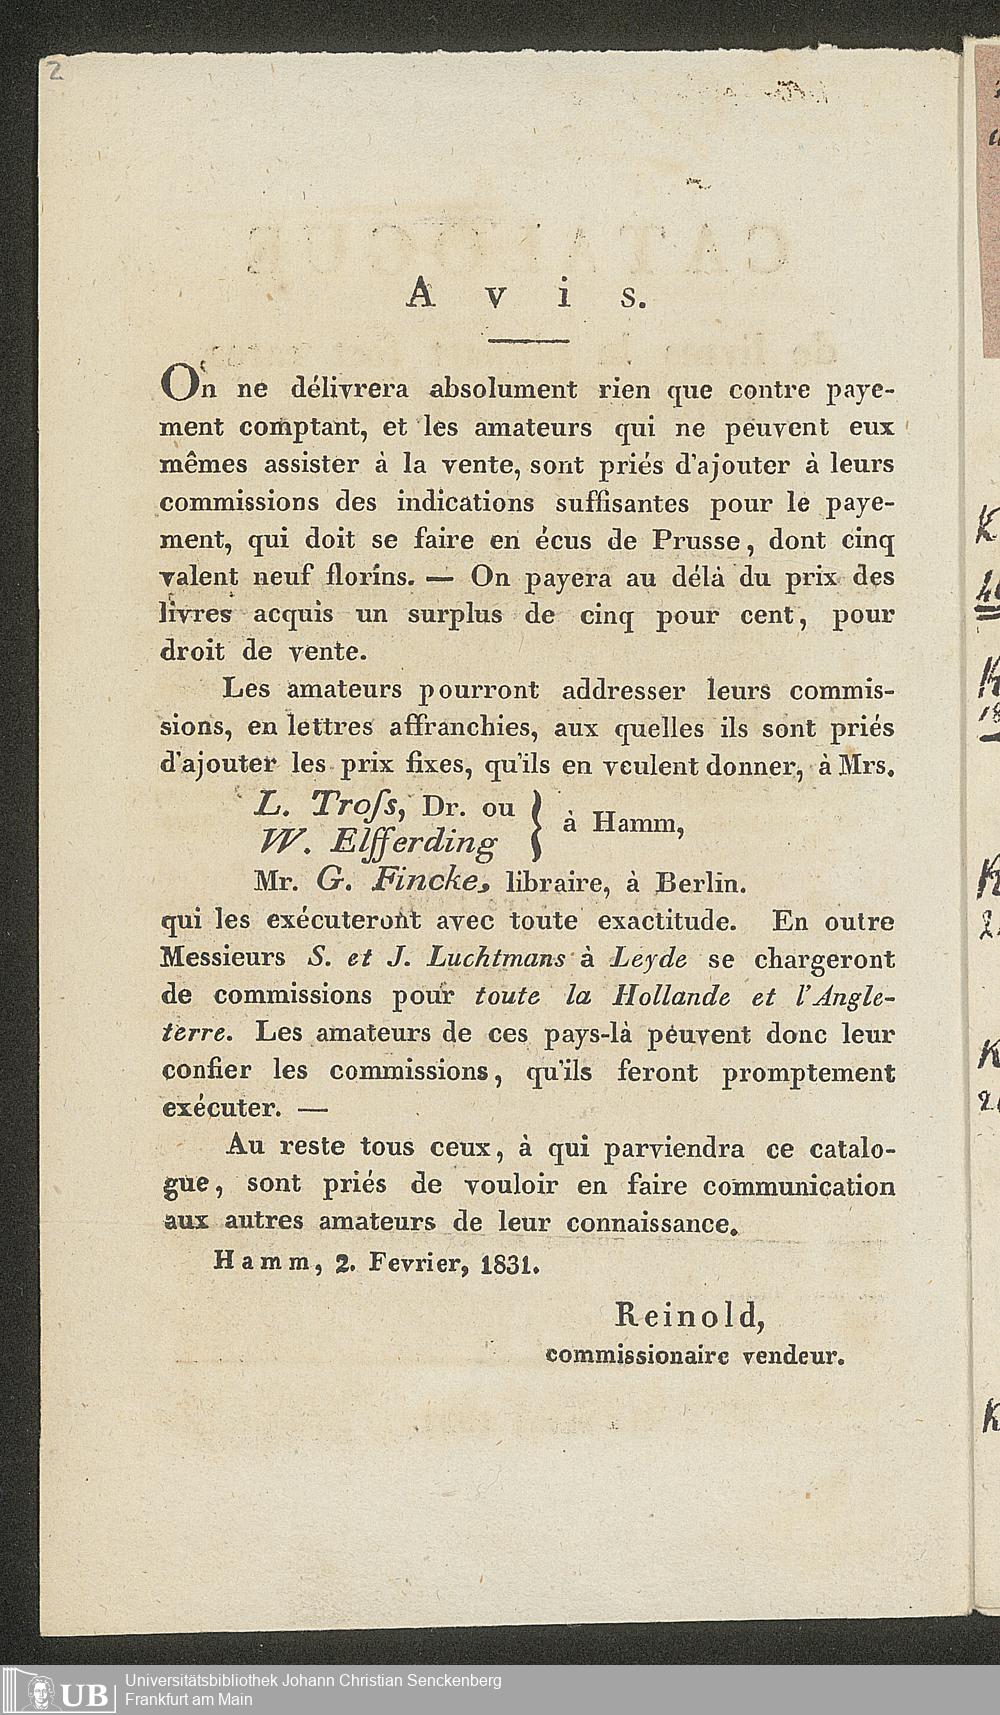 2
A v i s.
On ne délivrera absolument rien que contre paye-
ment comptant, et les amateurs qui ne peuvent eux
mêmes assister à la vente, sont priés d'ajouter à leurs
commissions des indications suffisantes pour le paye-
ment, qui doit se faire en écus de Prusse, dont cinq
valent neuf florins. — On payera au délà du prix des
livres acquis un surplus de cinq pour cent, pour
droit de vente.
Les amateurs pourront addresser leurs commis-
sions, en lettres affranchies, aux quelles ils sont priés
d'ajouter les prix fixes, qu'ils en veulent donner, à Mrs.
L. Troſs, Dr. ou
W. Elfferding } à Hamm,
Mr. G. Fincke, libraire, à Berlin.
qui les exécuteront avec toute exactitude. En outre
Messieurs S. et J. Luchtmans à Leyde se chargeront
de commissions pour toute la Hollande et l'Angle-
terre. Les amateurs de ces pays-là peuvent donc leur
confier les commissions, qu'ils feront promptement
exécuter. —
Au reste tous ceux, à qui parviendra ce catalo-
gue, sont priés de vouloir en faire communication
aux autres amateurs de leur connaissance.
Hamm, 2. Fevrier, 1831.
Reinold,
commissionaire vendeur.
UB
Universitätsbibliothek Johann Christian Senckenberg
Frankfurt am Main